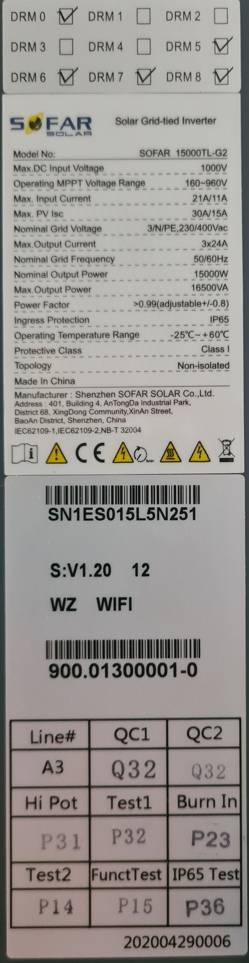 DRM 0 DRM 1 DRM 2
DRM 3 DRM 4 DRM 5
DRM 6 DRM 7 DRM 8
SOFAR SOLAR Solar Grid-tied Inverter
Model No: SOFAR 15000TL-G2
Max.DC Input Voltage 1000V
Operating MPPT Voltage Range 160~960V
Max. Input Current 21A/11A
Max. PV Isc 30A/15A
Nominal Grid Voltage 3/N/PE,230/400Vac
Max.Output Current 3x24A
Nominal Grid Frequency 50/60Hz
Nominal Output Power 15000W
Max.Output Power 16500VA
Power Factor >0.99(adjustable+/-0.8)
Ingress Protection IP65
Operating Temperature Range -25℃~+60℃
Protective Class Class I
Topology Non-isolated
Made In China
Manufacturer : Shenzhen SOFAR SOLAR Co.,Ltd.
Address : 401, Building 4, AnTongDa Industrial Park,
District 68, XingDong Community,XinAn Street,
BaoAn District, Shenzhen, China
IEC62109-1,IEC62109-2,NB-T 32004
CE
SN1ES015L5N251
S:V1.20 12
WZ WIFI
900.01300001-0
Line# QC1 QC2
A3 Q32 Q32
Hi Pot Test1 Burn In
P31 P32 P23
Test2 FunctTest IP65 Test
P14 P15 P36
202004290006